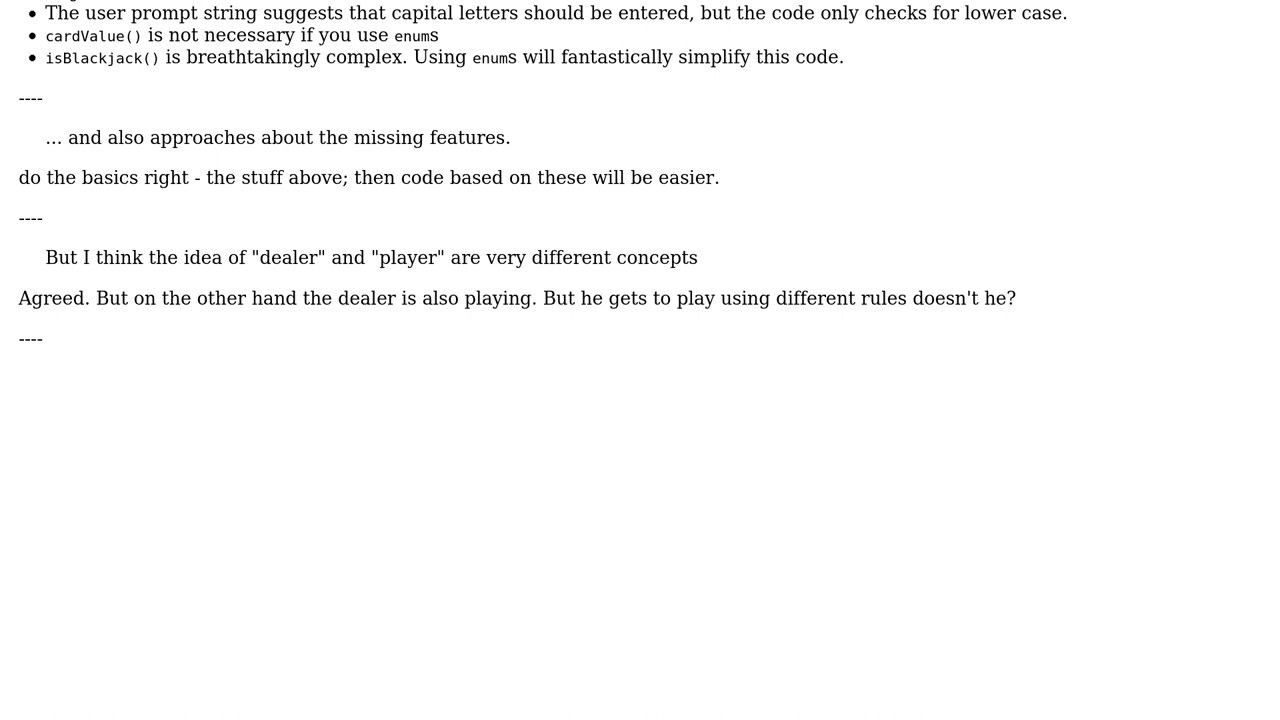 The user prompt string suggests that capital letters should be entered, but the code only checks for lower case.
cardValue() is not necessary if you use enums
isBlackjack() is breathtakingly complex. Using enums will fantastically simplify this code.
----
... and also approaches about the missing features.
do the basics right - the stuff above; then code based on these will be easier.
----
But I think the idea of "dealer" and "player" are very different concepts
Agreed. But on the other hand the dealer is also playing. But he gets to play using different rules doesn't he?
----